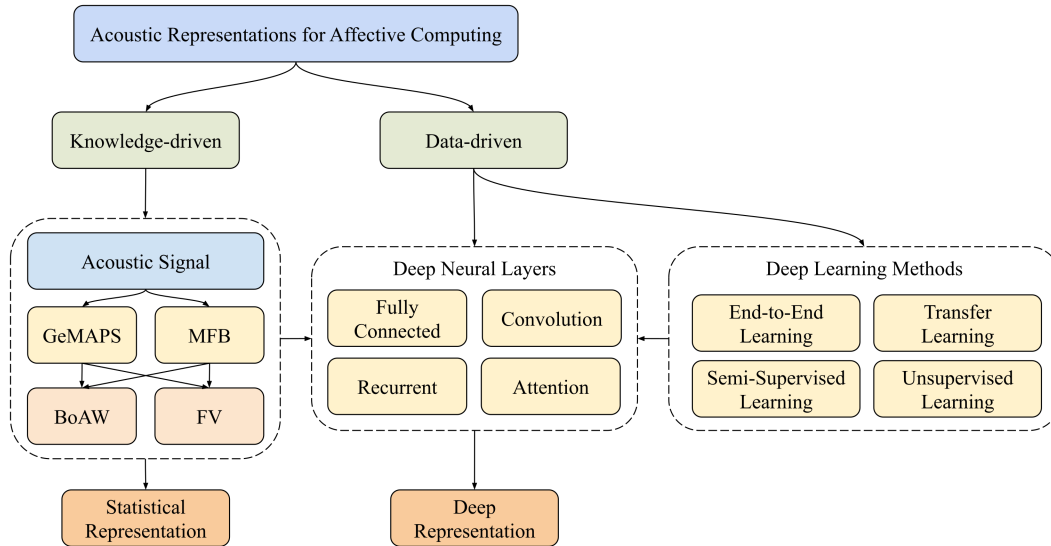 Acoustic Representations for Affective Computing
Knowledge-driven
Data-driven
Acoustic Signal
GeMAPS
MFB
BoAW
FV
Statistical
Representation
Deep Neural Layers
Fully
Connected
Convolution
Recurrent
Attention
Deep
Representation
Deep Learning Methods
End-to-End
Learning
Transfer
Learning
Semi-Supervised
Learning
Unsupervised
Learning